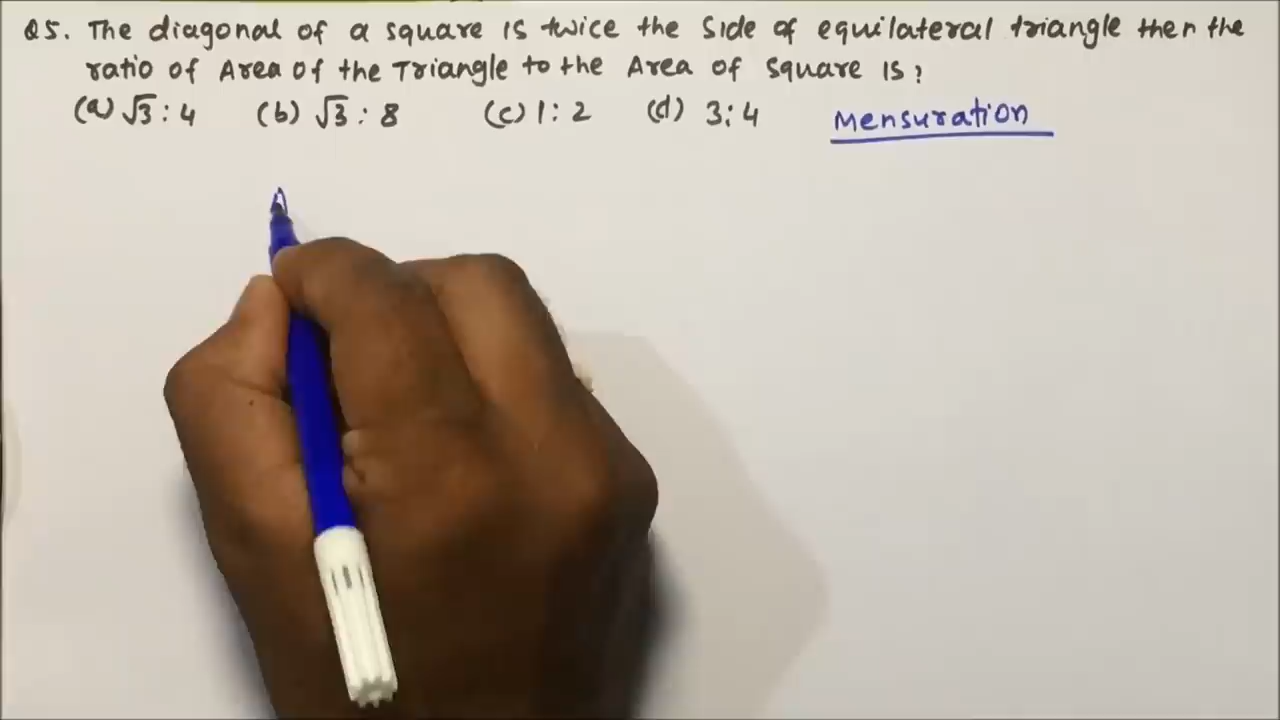 Q5. The diagonal of a square is twice the side of equilateral triangle then the
ratio of Area of the Triangle to the Area of square is?
(a) √3 : 4 (b) √3 : 8 (c) 1 : 2 (d) 3 : 4 Mensuration